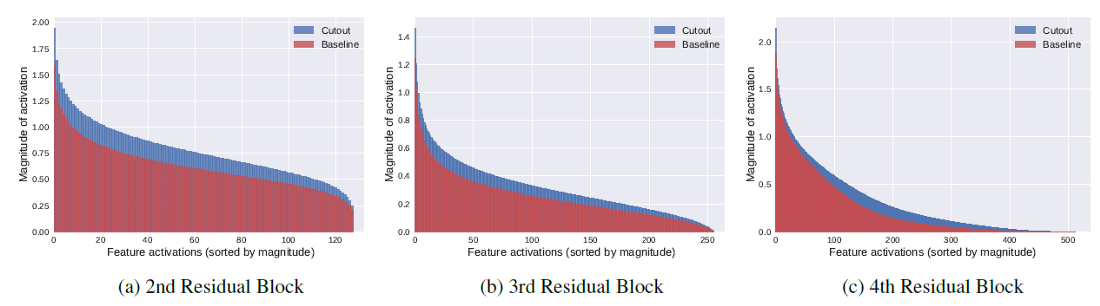 2.00
1.75
1.50
1.25
1.00
0.75
0.50
0.25
0.00
Magnitude of activation
Cutout
Baseline
0 20 40 60 80 100 120
Feature activations (sorted by magnitude)
(a) 2nd Residual Block
1.4
1.2
1.0
0.8
0.6
0.4
0.2
0.0
Magnitude of activation
Cutout
Baseline
0 50 100 150 200 250
Feature activations (sorted by magnitude)
(b) 3rd Residual Block
2.0
1.5
1.0
0.5
0.0
Magnitude of activation
Cutout
Baseline
0 100 200 300 400 500
Feature activations (sorted by magnitude)
(c) 4th Residual Block